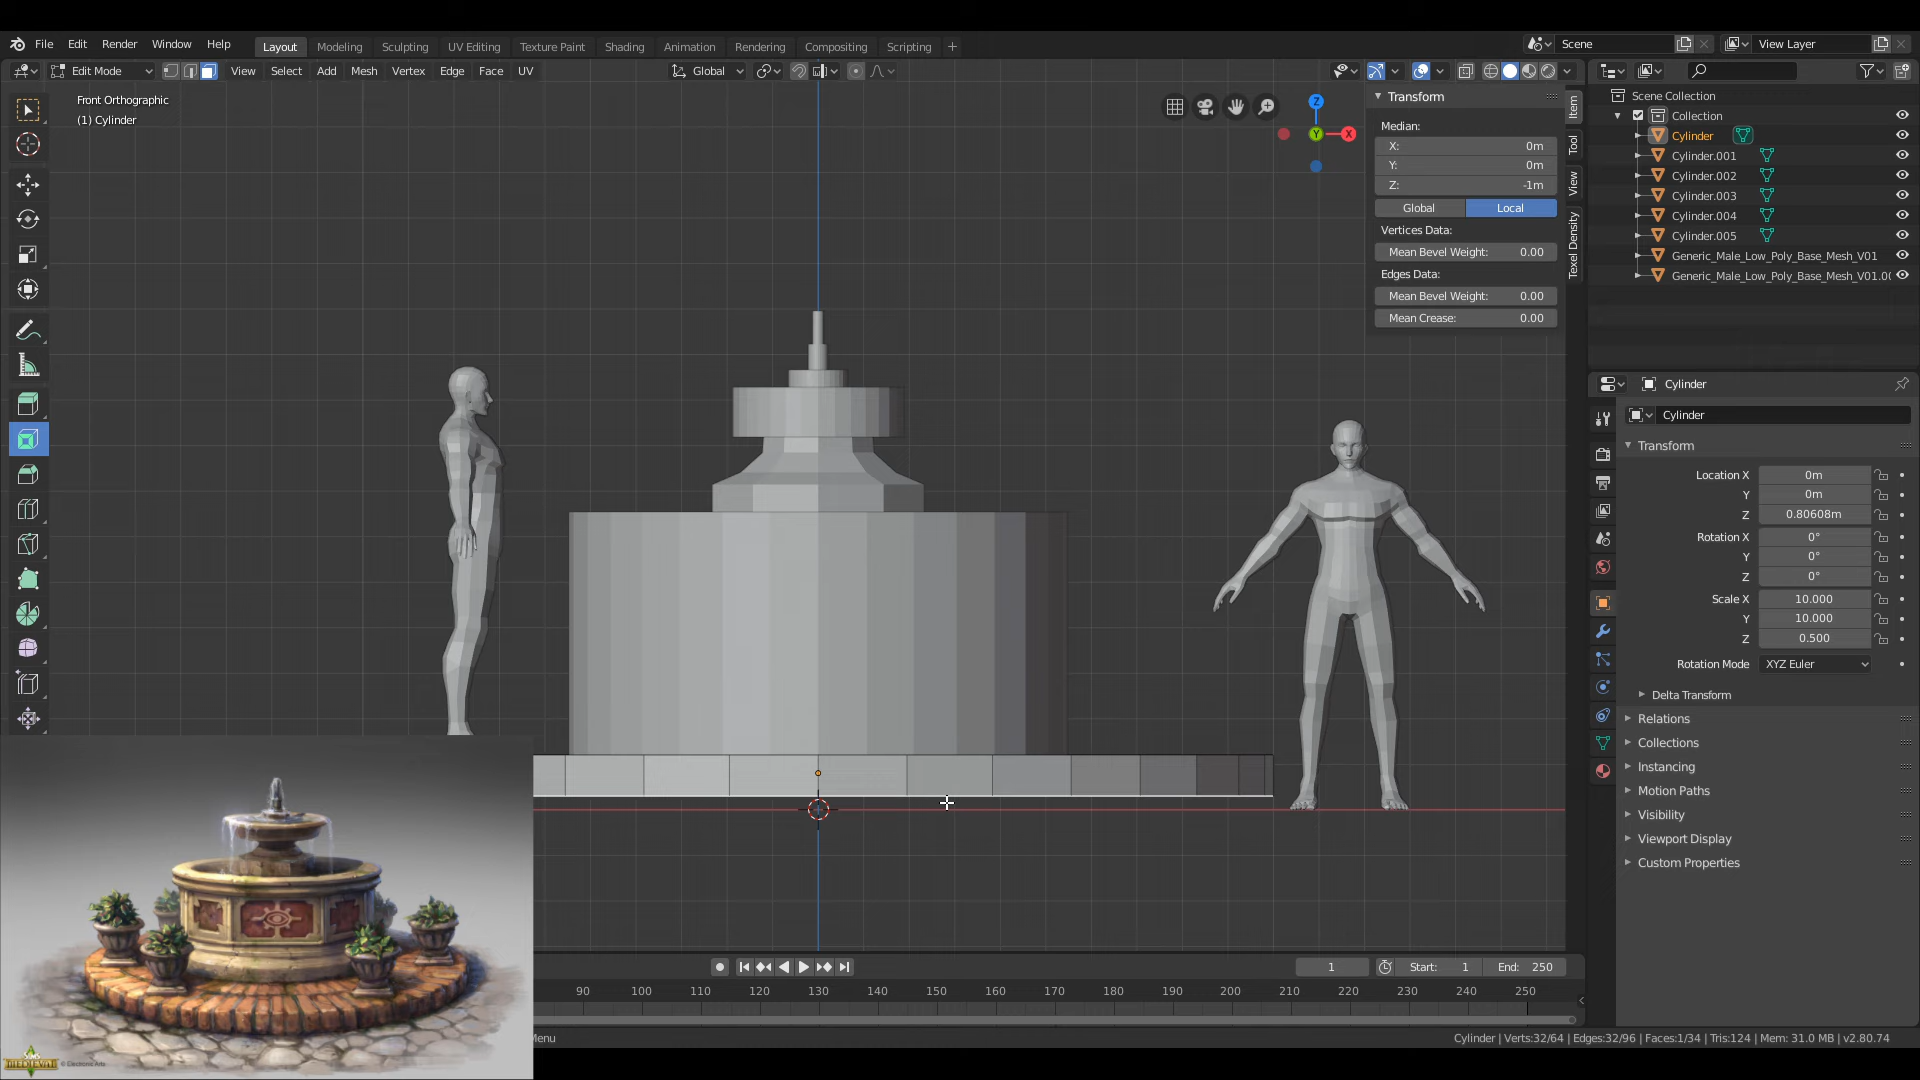 File Edit Render Window Help Layout Modeling Sculpting UV Editing Texture Paint Shading Animation Rendering Compositing Scripting + Scene View Layer
Edit Mode View Select Add Mesh Vertex Edge Face UV Global
Front Orthographic
(1) Cylinder
Z
Y
X
Transform
Median:
X: 0m
Y: 0m
Z: -1m
Global Local
Vertices Data:
Mean Bevel Weight: 0.00
Edges Data:
Mean Bevel Weight: 0.00
Mean Crease: 0.00
Item
Tool
View
Texel Density
Scene Collection
Collection
Cylinder
Cylinder.001
Cylinder.002
Cylinder.003
Cylinder.004
Cylinder.005
Generic_Male_Low_Poly_Base_Mesh_V01
Generic_Male_Low_Poly_Base_Mesh_V01.0
Cylinder
Cylinder
Transform
Location X 0m
Y 0m
Z 0.80608m
Rotation X 0°
Y 0°
Z 0°
Scale X 10.000
Y 10.000
Z 0.500
Rotation Mode XYZ Euler
Delta Transform
Relations
Collections
Instancing
Motion Paths
Visibility
Viewport Display
Custom Properties
1 Start: 1 End: 250
90 100 110 120 130 140 150 160 170 180 190 200 210 220 230 240 250
Menu
Cylinder | Verts:32/64 | Edges:32/96 | Faces:1/34 | Tris:124 | Mem: 31.0 MB | v2.80.74
MEDIEVAL
© Electronic Arts